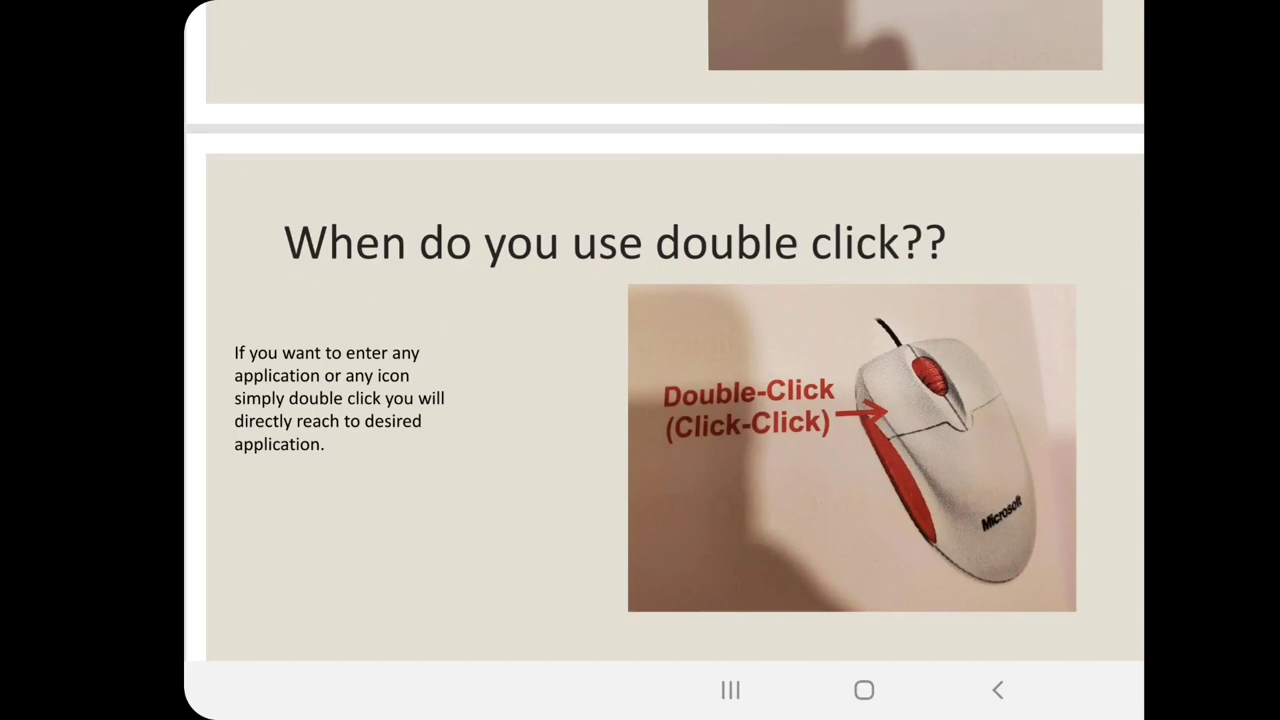 When do you use double click??
If you want to enter any
application or any icon
simply double click you will
directly reach to desired
application.
Double-Click
(Click-Click)
Microsoft